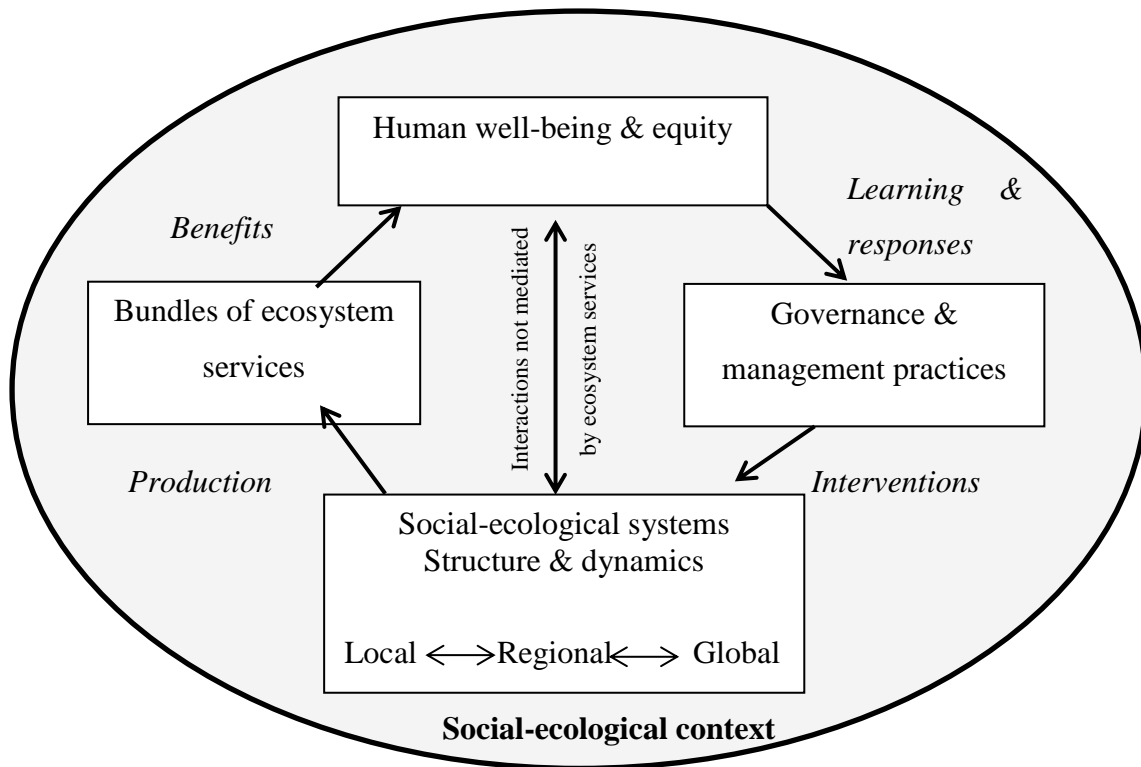 Human well-being & equity
Learning &
responses
Benefits
Interactions not mediated
by ecosystem services
Bundles of ecosystem
services
Governance &
management practices
Production
Interventions
Social-ecological systems
Structure & dynamics
Local Regional Global
Social-ecological context